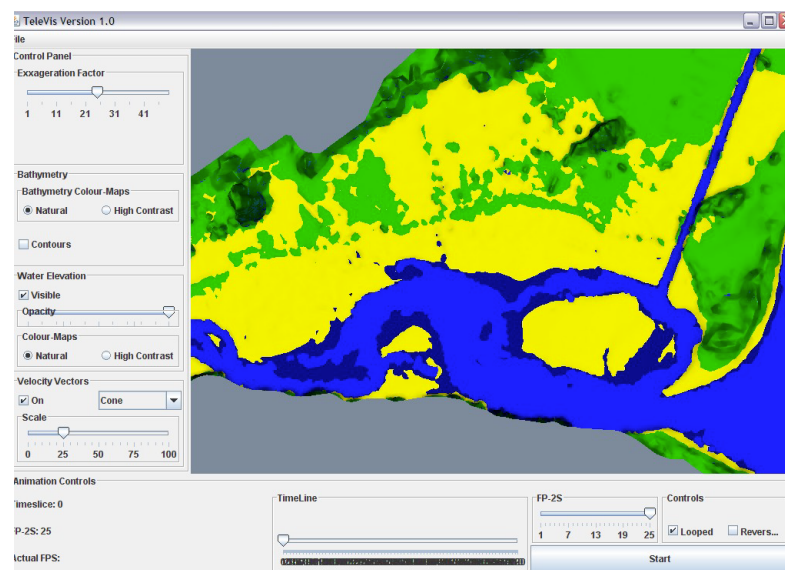 TeleVis Version 1.0
ile
Control Panel
Exxageration Factor
1 11 21 31 41
Bathymetry
Bathymetry Colour-Maps
Natural High Contrast
Contours
Water Elevation
Visible
Opacity
Colour-Maps
Natural High Contrast
Velocity Vectors
On Cone
Scale
0 25 50 75 100
Animation Controls
Timeslice: 0
FP-2S: 25
Actual FPS:
TimeLine
FP-2S
1 7 13 19 25
Controls
Looped Revers...
Start